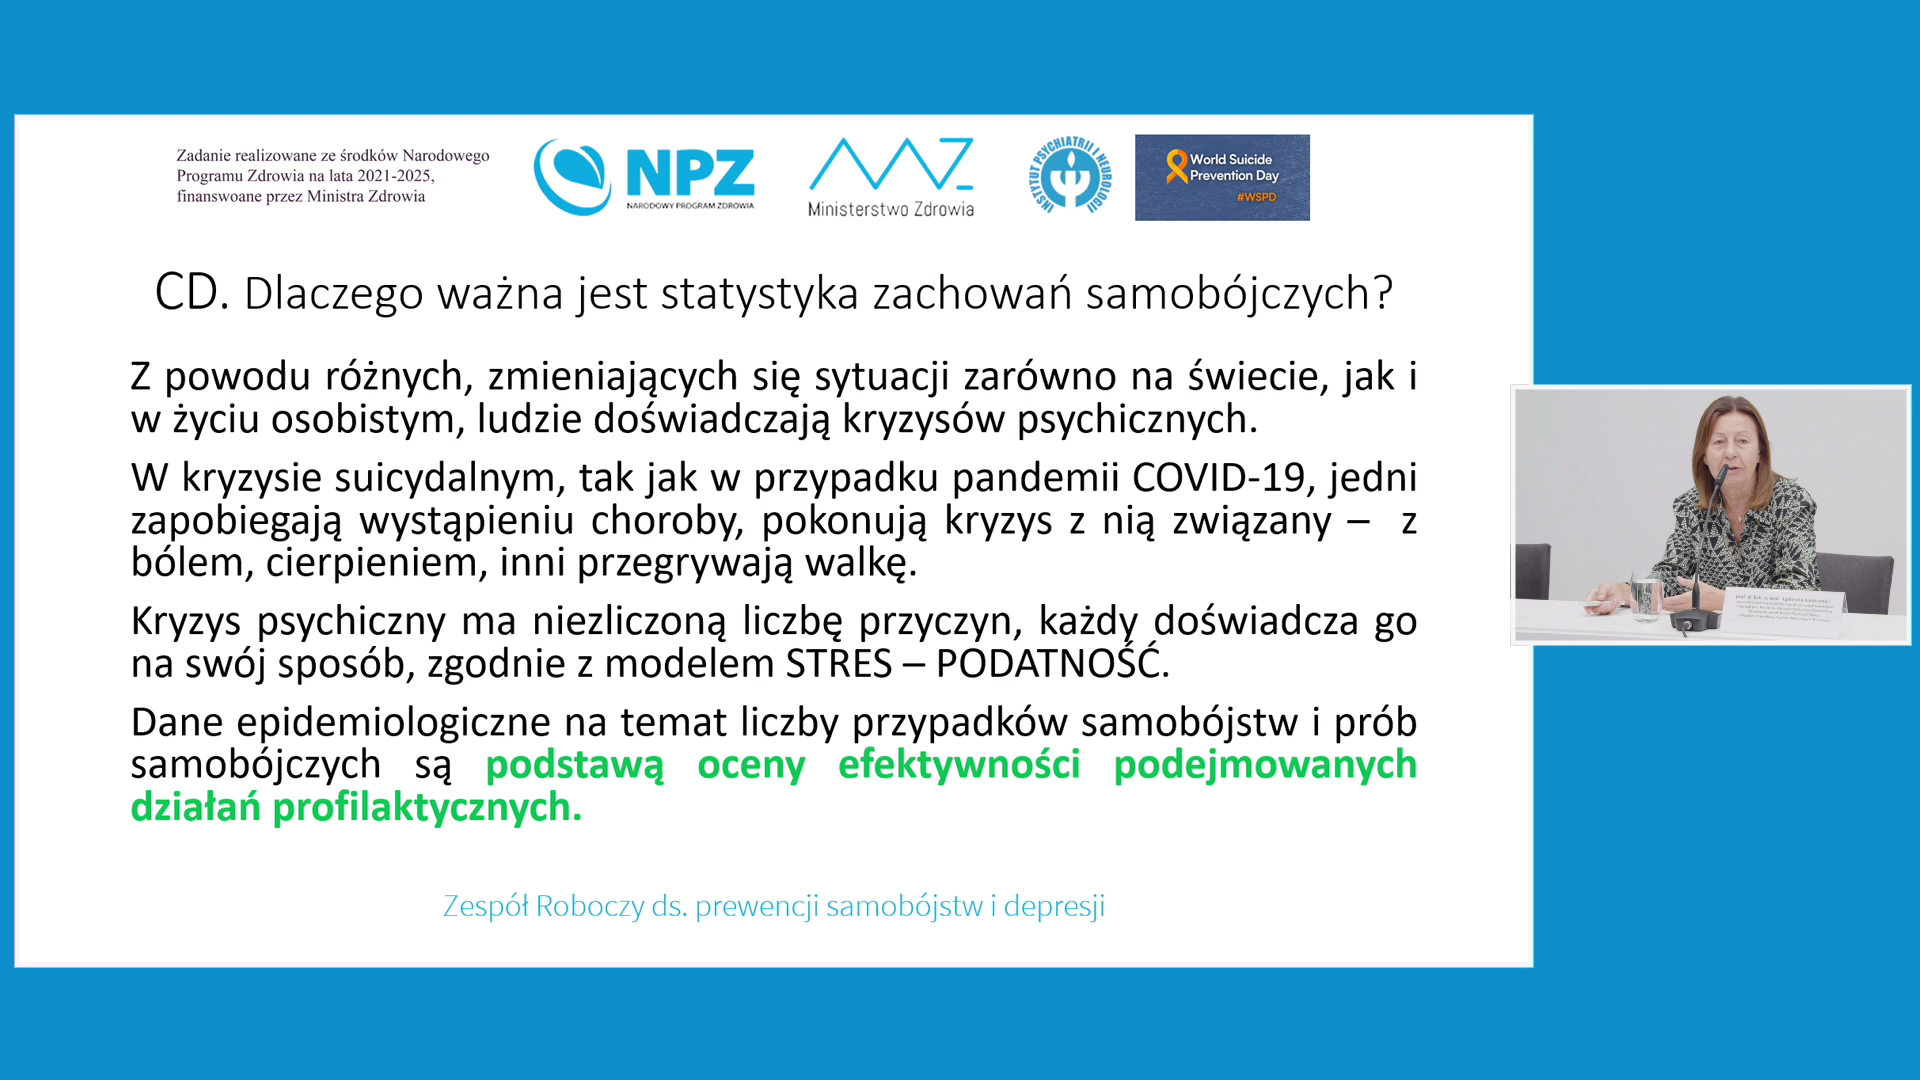 Zadanie realizowane ze środków Narodowego
Programu Zdrowia na lata 2021-2025,
finanswoane przez Ministra Zdrowia
NPZ
NARODOWY PROGRAM ZDROWIA
Ministerstwo Zdrowia
INSTYTUT PSYCHIATRII I NEUROLOGII
World Suicide
Prevention Day
#WSPD
CD. Dlaczego ważna jest statystyka zachowań samobójczych?
Z powodu różnych, zmieniających się sytuacji zarówno na świecie, jak i
w życiu osobistym, ludzie doświadczają kryzysów psychicznych.
W kryzysie suicydalnym, tak jak w przypadku pandemii COVID-19, jedni
zapobiegają wystąpieniu choroby, pokonują kryzys z nią związany – z
bólem, cierpieniem, inni przegrywają walkę.
Kryzys psychiczny ma niezliczoną liczbę przyczyn, każdy doświadcza go
na swój sposób, zgodnie z modelem STRES – PODATNOŚĆ.
Dane epidemiologiczne na temat liczby przypadków samobójstw i prób
samobójczych są podstawą oceny efektywności podejmowanych
działań profilaktycznych.
Zespół Roboczy ds. prewencji samobójstw i depresji